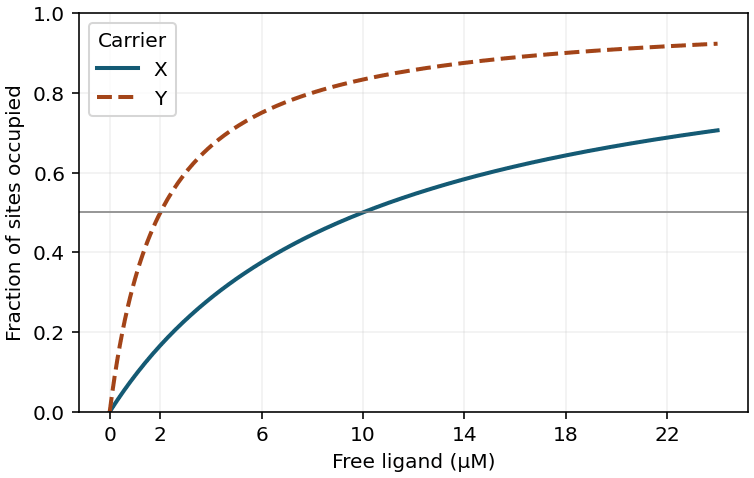 Carrier
X
Y
Fraction of sites occupied
1.0
0.8
0.6
0.4
0.2
0.0
0 2 6 10 14 18 22
Free ligand (µM)